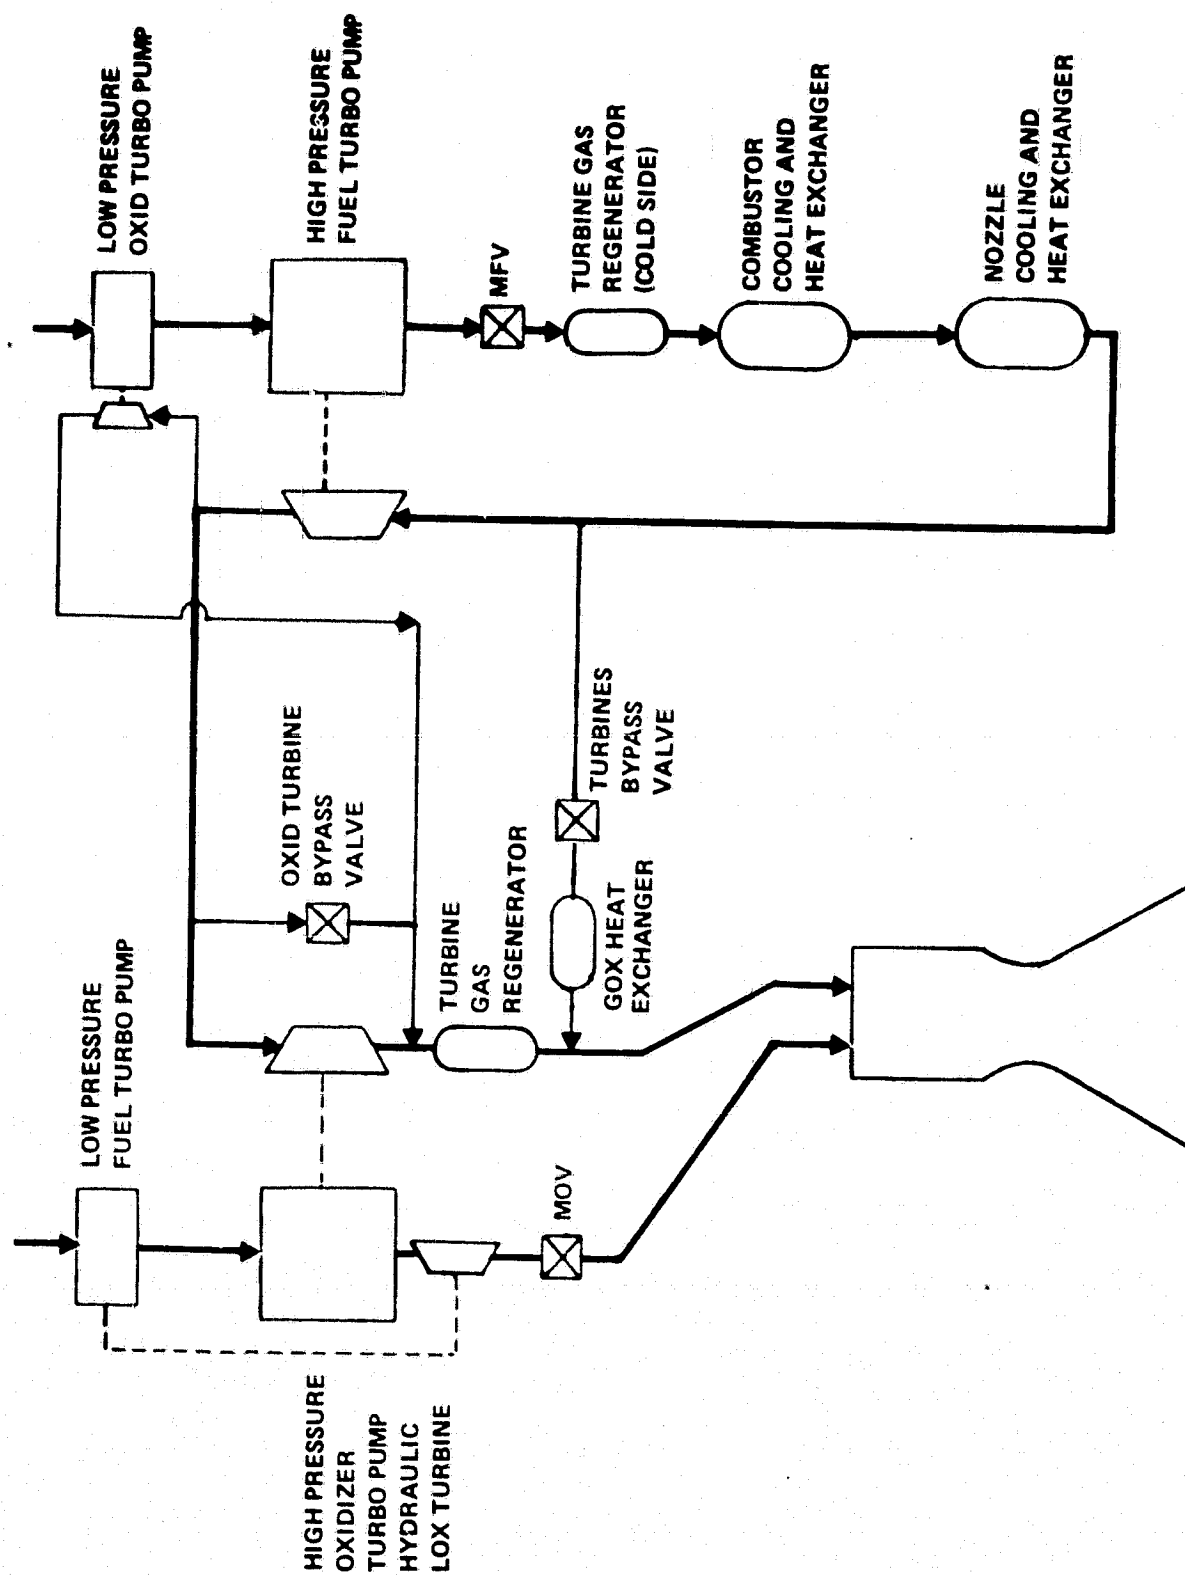 LOW PRESSURE
OXID TURBO PUMP
HIGH PRESSURE
FUEL TURBO PUMP
MFV
TURBINE GAS
REGENERATOR
(COLD SIDE)
COMBUSTOR
COOLING AND
HEAT EXCHANGER
NOZZLE
COOLING AND
HEAT EXCHANGER
OXID TURBINE
BYPASS
VALVE
TURBINES
BYPASS
VALVE
TURBINE
GAS
REGENERATOR
GOX HEAT
EXCHANGER
LOW PRESSURE
FUEL TURBO PUMP
MOV
HIGH PRESSURE
OXIDIZER
TURBO PUMP
HYDRAULIC
LOX TURBINE